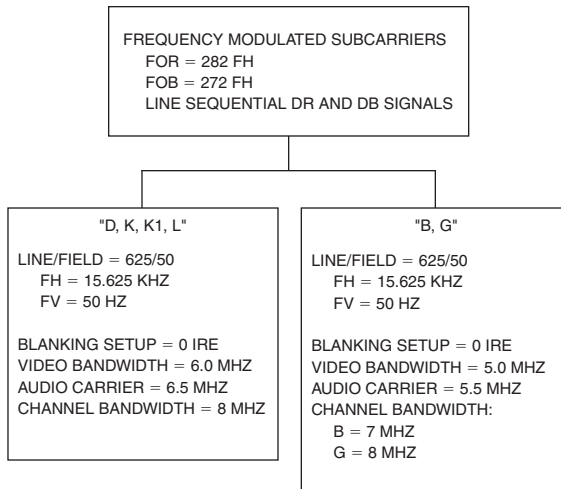 FREQUENCY MODULATED SUBCARRIERS
FOR = 282 FH
FOB = 272 FH
LINE SEQUENTIAL DR AND DB SIGNALS
"D, K, K1, L"
LINE/FIELD = 625/50
FH = 15.625 KHZ
FV = 50 HZ
BLANKING SETUP = 0 IRE
VIDEO BANDWIDTH = 6.0 MHZ
AUDIO CARRIER = 6.5 MHZ
CHANNEL BANDWIDTH = 8 MHZ
"B, G"
LINE/FIELD = 625/50
FH = 15.625 KHZ
FV = 50 HZ
BLANKING SETUP = 0 IRE
VIDEO BANDWIDTH = 5.0 MHZ
AUDIO CARRIER = 5.5 MHZ
CHANNEL BANDWIDTH:
B = 7 MHZ
G = 8 MHZ